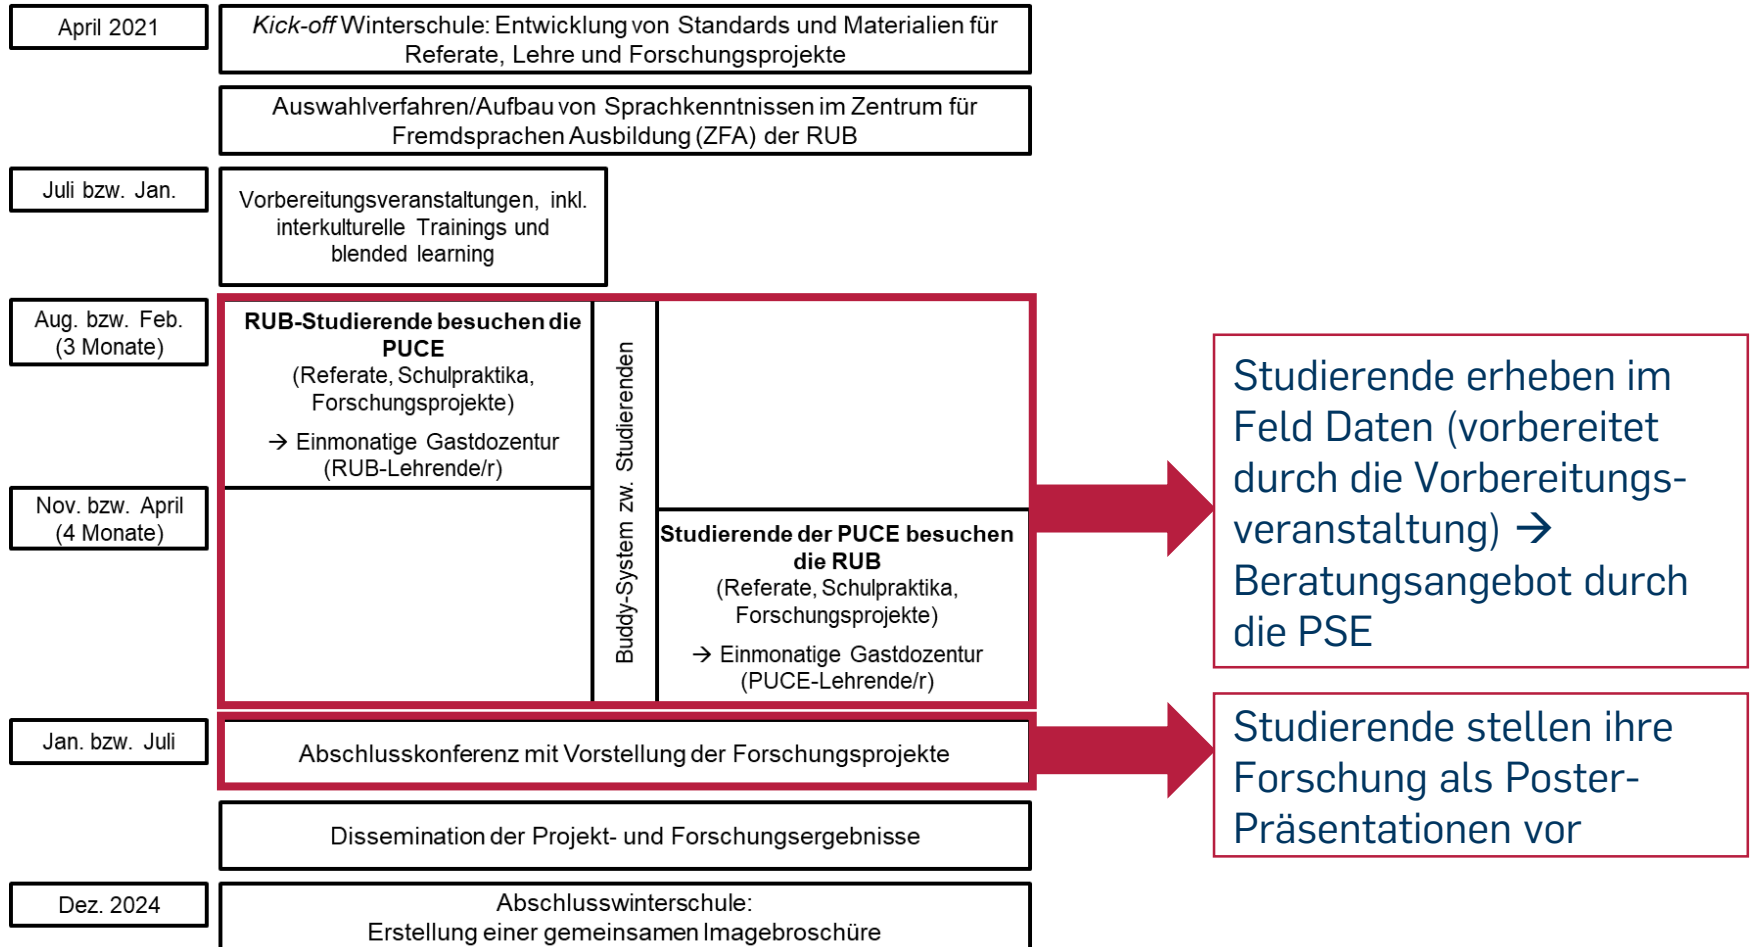 April 2021
Kick-off Winterschule: Entwicklung von Standards und Materialien für
Referate, Lehre und Forschungsprojekte
Auswahlverfahren/Aufbau von Sprachkenntnissen im Zentrum für
Fremdsprachen Ausbildung (ZFA) der RUB
Juli bzw. Jan.
Vorbereitungsveranstaltungen, inkl.
interkulturelle Trainings und
blended learning
Aug. bzw. Feb.
(3 Monate)
RUB-Studierende besuchen die
PUCE
(Referate, Schulpraktika,
Forschungsprojekte)
→ Einmonatige Gastdozentur
(RUB-Lehrende/r)
Buddy-System zw. Studierenden
Nov. bzw. April
(4 Monate)
Studierende der PUCE besuchen
die RUB
(Referate, Schulpraktika,
Forschungsprojekte)
→ Einmonatige Gastdozentur
(PUCE-Lehrende/r)
Studierende erheben im
Feld Daten (vorbereitet
durch die Vorbereitungs-
veranstaltung) →
Beratungsangebot durch
die PSE
Jan. bzw. Juli
Abschlusskonferenz mit Vorstellung der Forschungsprojekte
Studierende stellen ihre
Forschung als Poster-
Präsentationen vor
Dissemination der Projekt- und Forschungsergebnisse
Dez. 2024
Abschlusswinterschule:
Erstellung einer gemeinsamen Imagebroschüre